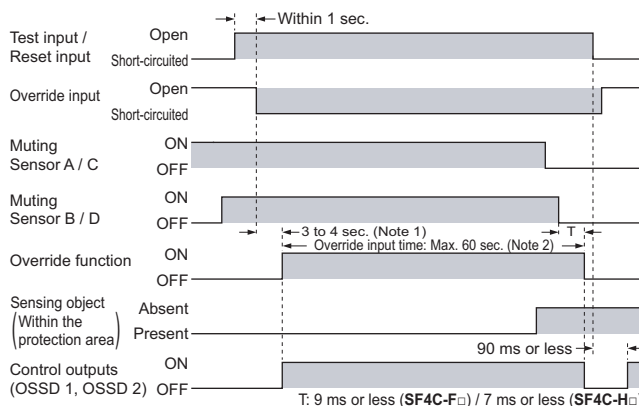 Within 1 sec.
Test input /
Reset input
Open
Short-circuited
Override input
Open
Short-circuited
Muting
Sensor A / C
ON
OFF
Muting
Sensor B / D
ON
OFF
3 to 4 sec. (Note 1)
T
Override input time: Max. 60 sec. (Note 2)
Override function
ON
OFF
Sensing object
(Within the
protection area)
Absent
Present
90 ms or less
Control outputs
(OSSD 1, OSSD 2)
ON
OFF
T: 9 ms or less (SF4C-F□) / 7 ms or less (SF4C-H□)